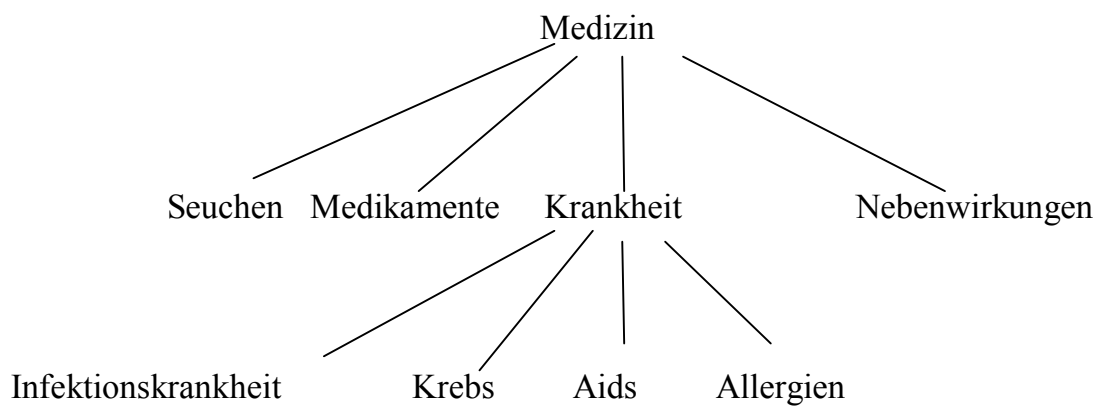 Medizin
Seuchen Medikamente Krankheit Nebenwirkungen
Infektionskrankheit Krebs Aids Allergien